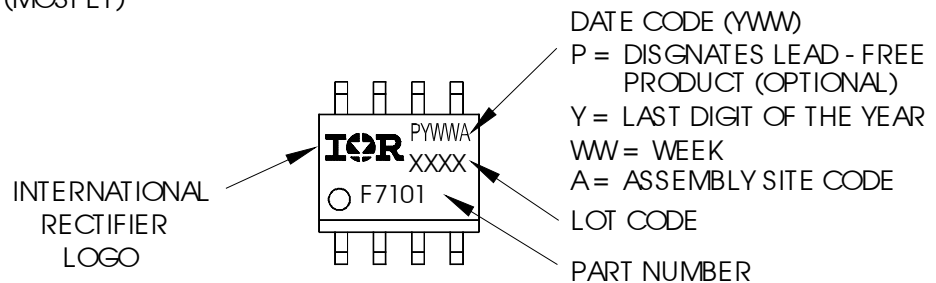 (MOSFET)
DATE CODE (YWW)
P = DISGNATES LEAD - FREE
PRODUCT (OPTIONAL)
Y = LAST DIGIT OF THE YEAR
WW = WEEK
A = ASSEMBLY SITE CODE
LOT CODE
PART NUMBER
INTERNATIONAL
RECTIFIER
LOGO
IOR
PYWWA
XXXX
F7101